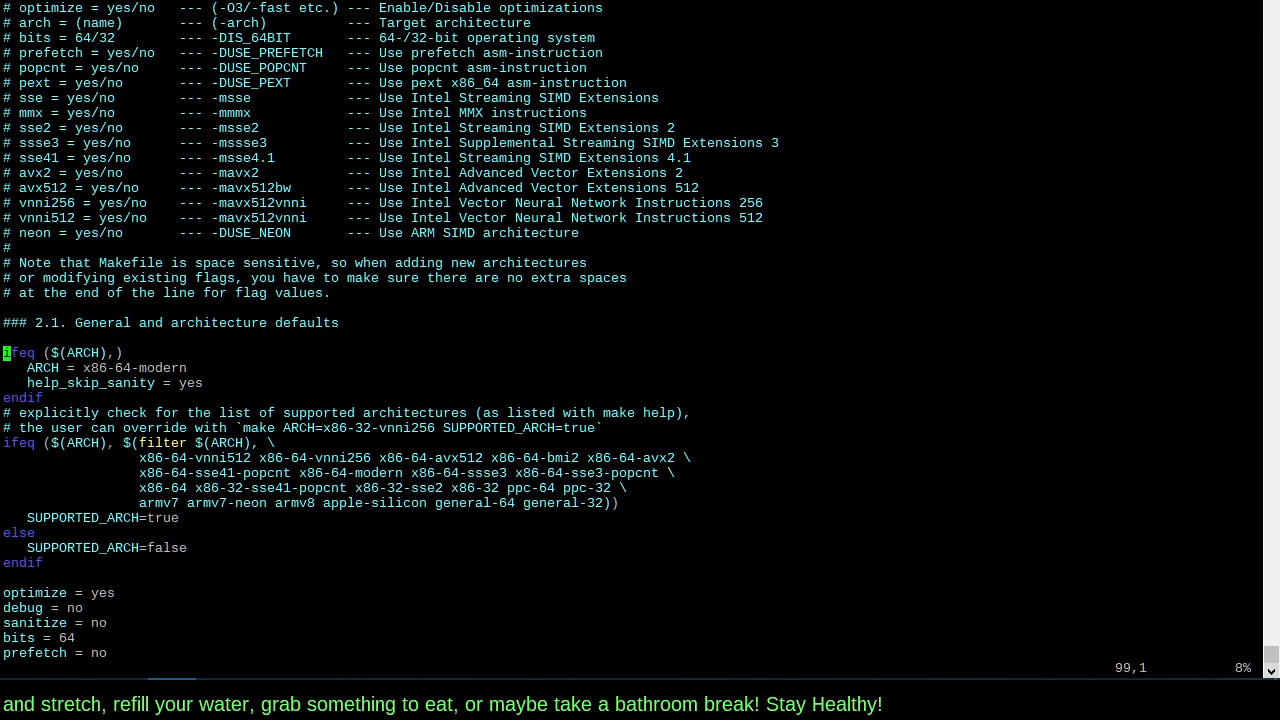 # optimize = yes/no   --- (-O3/-fast etc.) --- Enable/Disable optimizations
# arch = (name)       --- (-arch)          --- Target architecture
# bits = 64/32        --- -DIS_64BIT       --- 64-/32-bit operating system
# prefetch = yes/no   --- -DUSE_PREFETCH   --- Use prefetch asm-instruction
# popcnt = yes/no     --- -DUSE_POPCNT     --- Use popcnt asm-instruction
# pext = yes/no       --- -DUSE_PEXT       --- Use pext x86_64 asm-instruction
# sse = yes/no        --- -msse            --- Use Intel Streaming SIMD Extensions
# mmx = yes/no        --- -mmmx            --- Use Intel MMX instructions
# sse2 = yes/no       --- -msse2           --- Use Intel Streaming SIMD Extensions 2
# ssse3 = yes/no      --- -mssse3          --- Use Intel Supplemental Streaming SIMD Extensions 3
# sse41 = yes/no      --- -msse4.1         --- Use Intel Streaming SIMD Extensions 4.1
# avx2 = yes/no       --- -mavx2           --- Use Intel Advanced Vector Extensions 2
# avx512 = yes/no     --- -mavx512bw       --- Use Intel Advanced Vector Extensions 512
# vnni256 = yes/no    --- -mavx512vnni     --- Use Intel Vector Neural Network Instructions 256
# vnni512 = yes/no    --- -mavx512vnni     --- Use Intel Vector Neural Network Instructions 512
# neon = yes/no       --- -DUSE_NEON       --- Use ARM SIMD architecture
#
# Note that Makefile is space sensitive, so when adding new architectures
# or modifying existing flags, you have to make sure there are no extra spaces
# at the end of the line for flag values.

### 2.1. General and architecture defaults

ifeq ($(ARCH),)
   ARCH = x86-64-modern
   help_skip_sanity = yes
endif
# explicitly check for the list of supported architectures (as listed with make help),
# the user can override with `make ARCH=x86-32-vnni256 SUPPORTED_ARCH=true`
ifeq ($(ARCH), $(filter $(ARCH), \
                 x86-64-vnni512 x86-64-vnni256 x86-64-avx512 x86-64-bmi2 x86-64-avx2 \
                 x86-64-sse41-popcnt x86-64-modern x86-64-ssse3 x86-64-sse3-popcnt \
                 x86-64 x86-32-sse41-popcnt x86-32-sse2 x86-32 ppc-64 ppc-32 \
                 armv7 armv7-neon armv8 apple-silicon general-64 general-32))
   SUPPORTED_ARCH=true
else
   SUPPORTED_ARCH=false
endif

optimize = yes
debug = no
sanitize = no
bits = 64
prefetch = no
99,1           8%
and stretch, refill your water, grab something to eat, or maybe take a bathroom break! Stay Healthy!